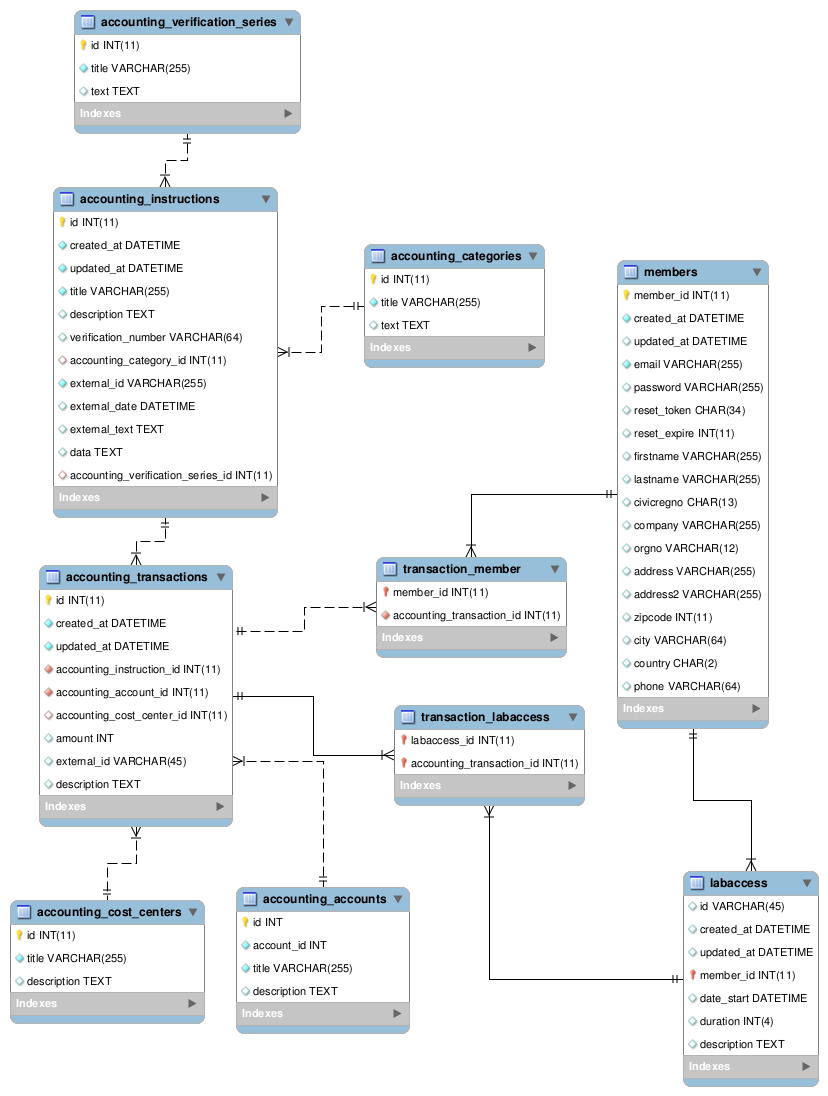 accounting_verification_series
id INT(11)
title VARCHAR(255)
text TEXT
Indexes
accounting_instructions
id INT(11)
created_at DATETIME
updated_at DATETIME
title VARCHAR(255)
description TEXT
verification_number VARCHAR(64)
accounting_category_id INT(11)
external_id VARCHAR(255)
external_date DATETIME
external_text TEXT
data TEXT
accounting_verification_series_id INT(11)
Indexes
accounting_categories
id INT(11)
title VARCHAR(255)
text TEXT
Indexes
members
member_id INT(11)
created_at DATETIME
updated_at DATETIME
email VARCHAR(255)
password VARCHAR(255)
reset_token CHAR(34)
reset_expire INT(11)
firstname VARCHAR(255)
lastname VARCHAR(255)
civicregno CHAR(13)
company VARCHAR(255)
orgno VARCHAR(12)
address VARCHAR(255)
address2 VARCHAR(255)
zipcode INT(11)
city VARCHAR(64)
country CHAR(2)
phone VARCHAR(64)
Indexes
accounting_transactions
id INT(11)
created_at DATETIME
updated_at DATETIME
accounting_instruction_id INT(11)
accounting_account_id INT(11)
accounting_cost_center_id INT(11)
amount INT
external_id VARCHAR(45)
description TEXT
Indexes
transaction_member
member_id INT(11)
accounting_transaction_id INT(11)
Indexes
transaction_labaccess
labaccess_id INT(11)
accounting_transaction_id INT(11)
Indexes
accounting_cost_centers
id INT(11)
title VARCHAR(255)
description TEXT
Indexes
accounting_accounts
id INT
account_id INT
title VARCHAR(255)
description TEXT
Indexes
labaccess
id VARCHAR(45)
created_at DATETIME
updated_at DATETIME
member_id INT(11)
date_start DATETIME
duration INT(4)
description TEXT
Indexes